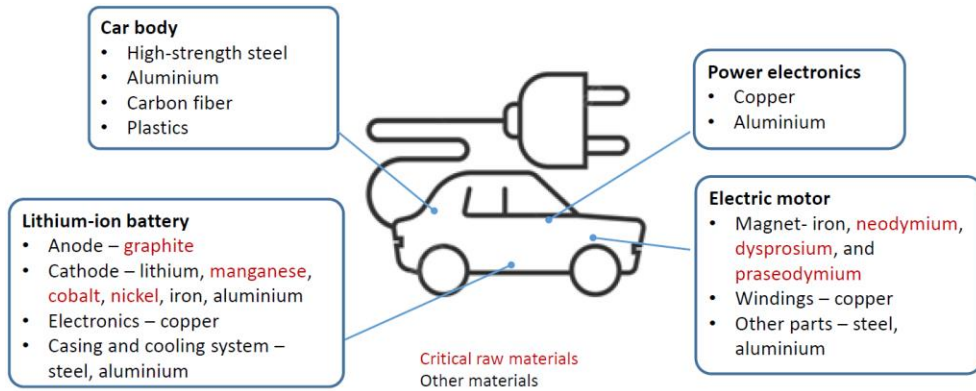 Car body
• High-strength steel
• Aluminium
• Carbon fiber
• Plastics
Power electronics
• Copper
• Aluminium
Lithium-ion battery
• Anode – graphite
• Cathode – lithium, manganese,
cobalt, nickel, iron, aluminium
• Electronics – copper
• Casing and cooling system –
steel, aluminium
Electric motor
• Magnet- iron, neodymium,
dysprosium, and
praseodymium
• Windings – copper
• Other parts – steel,
aluminium
Critical raw materials
Other materials